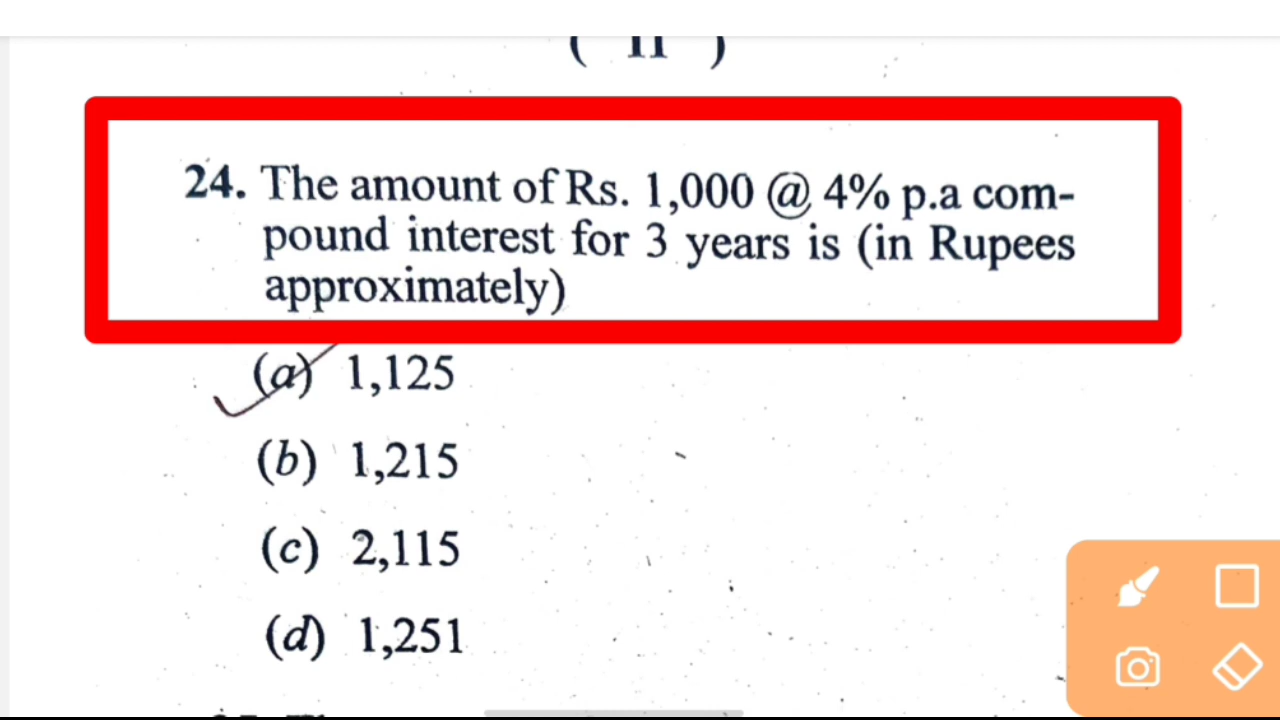 24. The amount of Rs. 1,000 @ 4% p.a com-
pound interest for 3 years is (in Rupees
approximately)
(a) 1,125
(b) 1,215
(c) 2,115
(d) 1,251